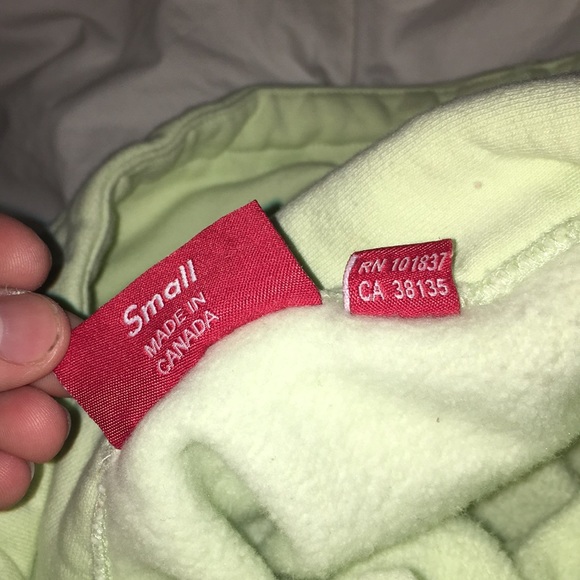 Small
MADE IN
CANADA
RN 101837
CA 38135